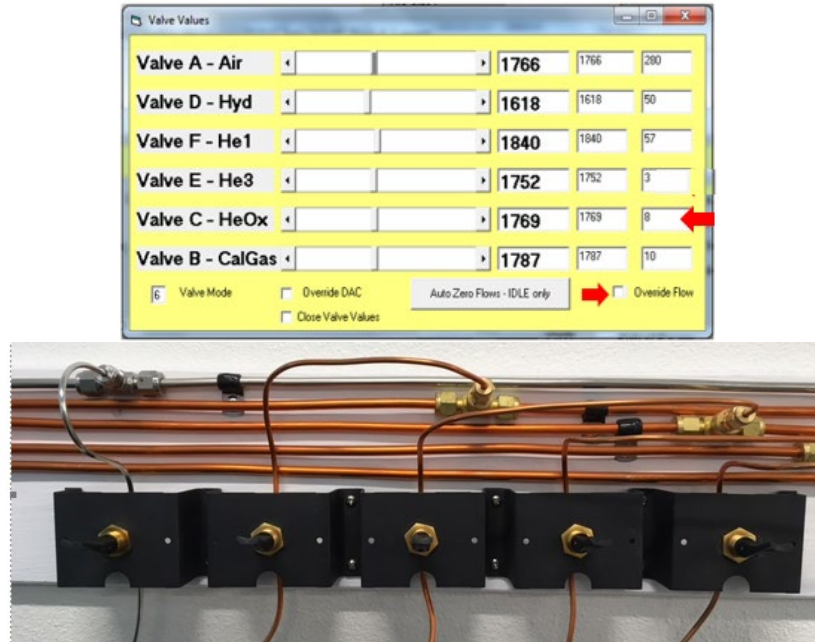 Valve Values
Valve A - Air 1766 1766 280
Valve D - Hyd 1618 1618 50
Valve F - He1 1840 1840 57
Valve E - He3 1752 1752 3
Valve C - HeOx 1769 1769 8
Valve B - CalGas 1787 1787 10
6 Valve Mode Override DAC Auto Zero Flows - IDLE only Override Flow
Close Valve Values